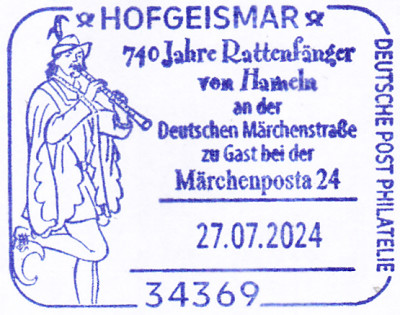 HOFGEISMAR
740 Jahre Rattenfänger
von Hameln
an der
Deutschen Märchenstraße
zu Gast bei der
Märchenposta 24
27.07.2024
34369
DEUTSCHE POST PHILATELIE